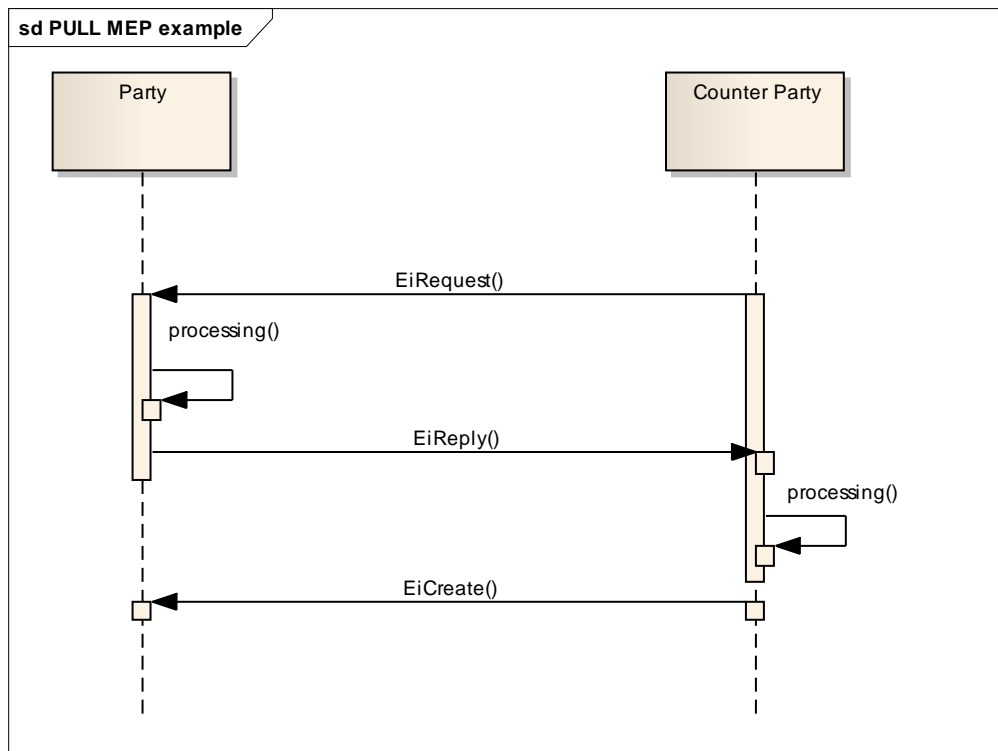 sd PULL MEP example
Party
Counter Party
EiRequest()
processing()
EiReply()
processing()
EiCreate()